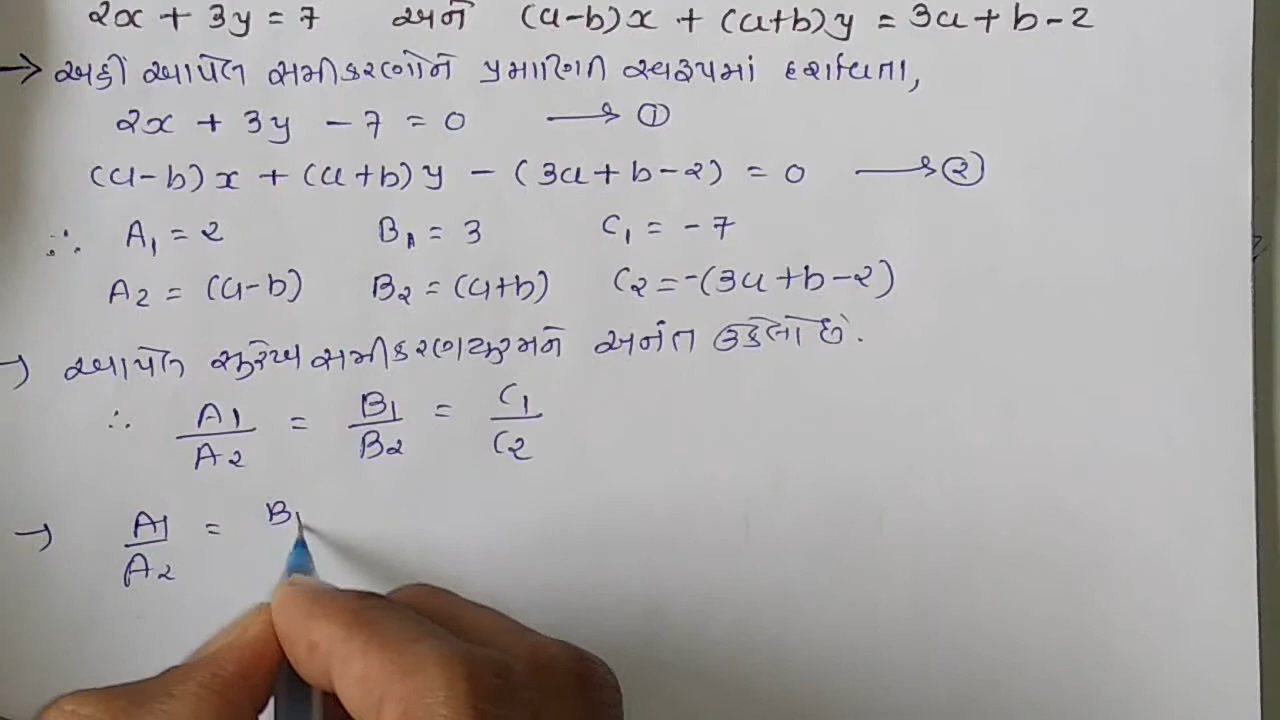 2x + 3y = 7 અને (a-b)x + (a+b)y = 3a + b - 2
→ અહીં આપેલ સમીકરણોને પ્રમાણિત સ્વરૂપમાં દર્શાવતા,
2x + 3y - 7 = 0 → ①
(a-b)x + (a+b)y - (3a + b - 2) = 0 → ②
∴ A₁ = 2 B₁ = 3 C₁ = - 7
A₂ = (a-b) B₂ = (a+b) C₂ = -(3a + b - 2)
→ આપેલ સુરેખ સમીકરણયુગ્મને અનંત ઉકેલો છે.
∴ A₁/A₂ = B₁/B₂ = C₁/C₂
→ A₁/A₂ = B₁